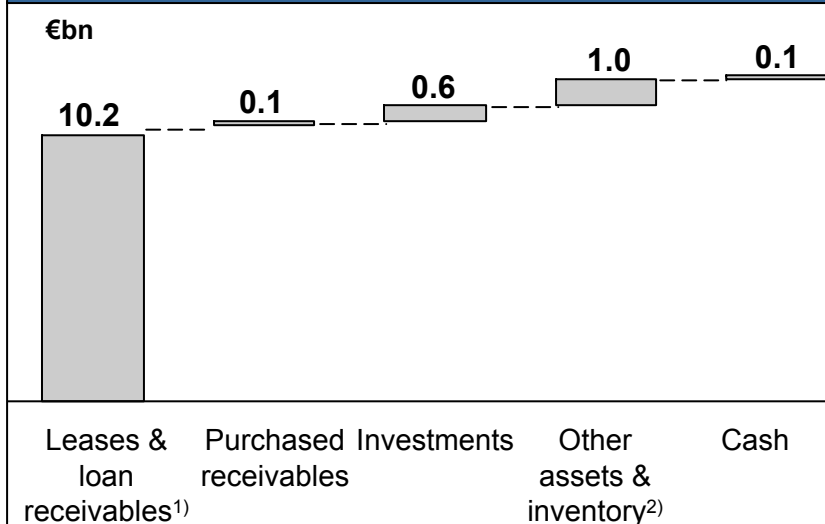 €bn
10.2
0.1
0.6
1.0
0.1
Leases &
loan
receivables1)
Purchased
receivables
Investments
Other
assets &
inventory2)
Cash